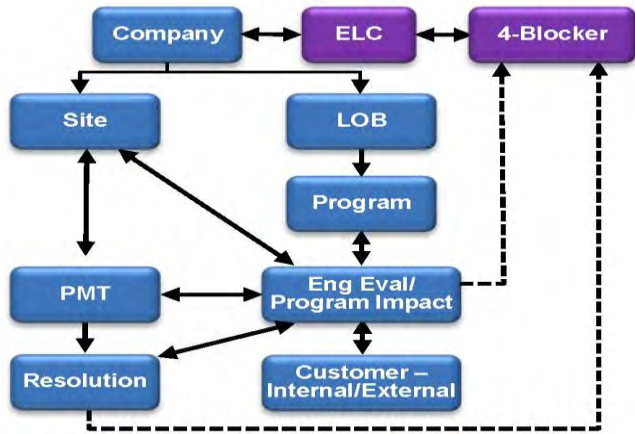 Company
ELC
4-Blocker
Site
LOB
Program
PMT
Eng Eval/
Program Impact
Resolution
Customer –
Internal/External